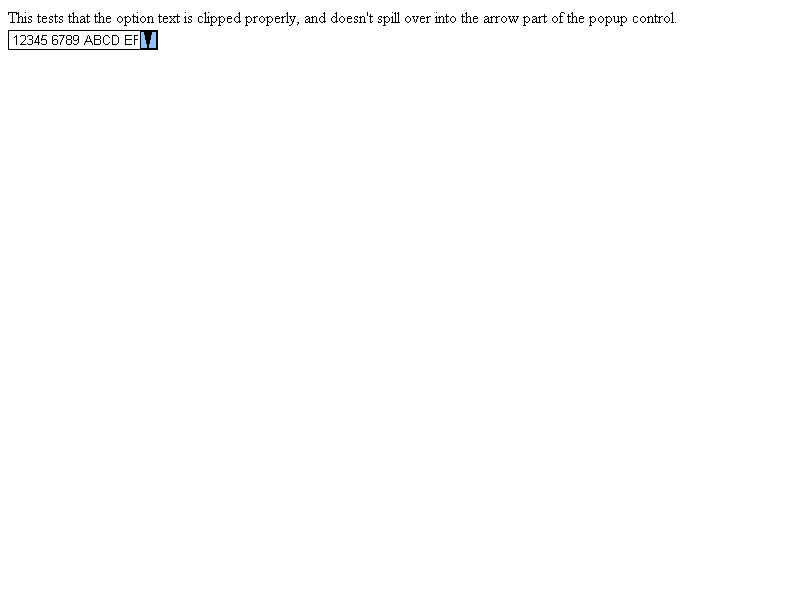 This tests that the option text is clipped properly, and doesn't spill over into the arrow part of the popup control.
12345 6789 ABCD EF